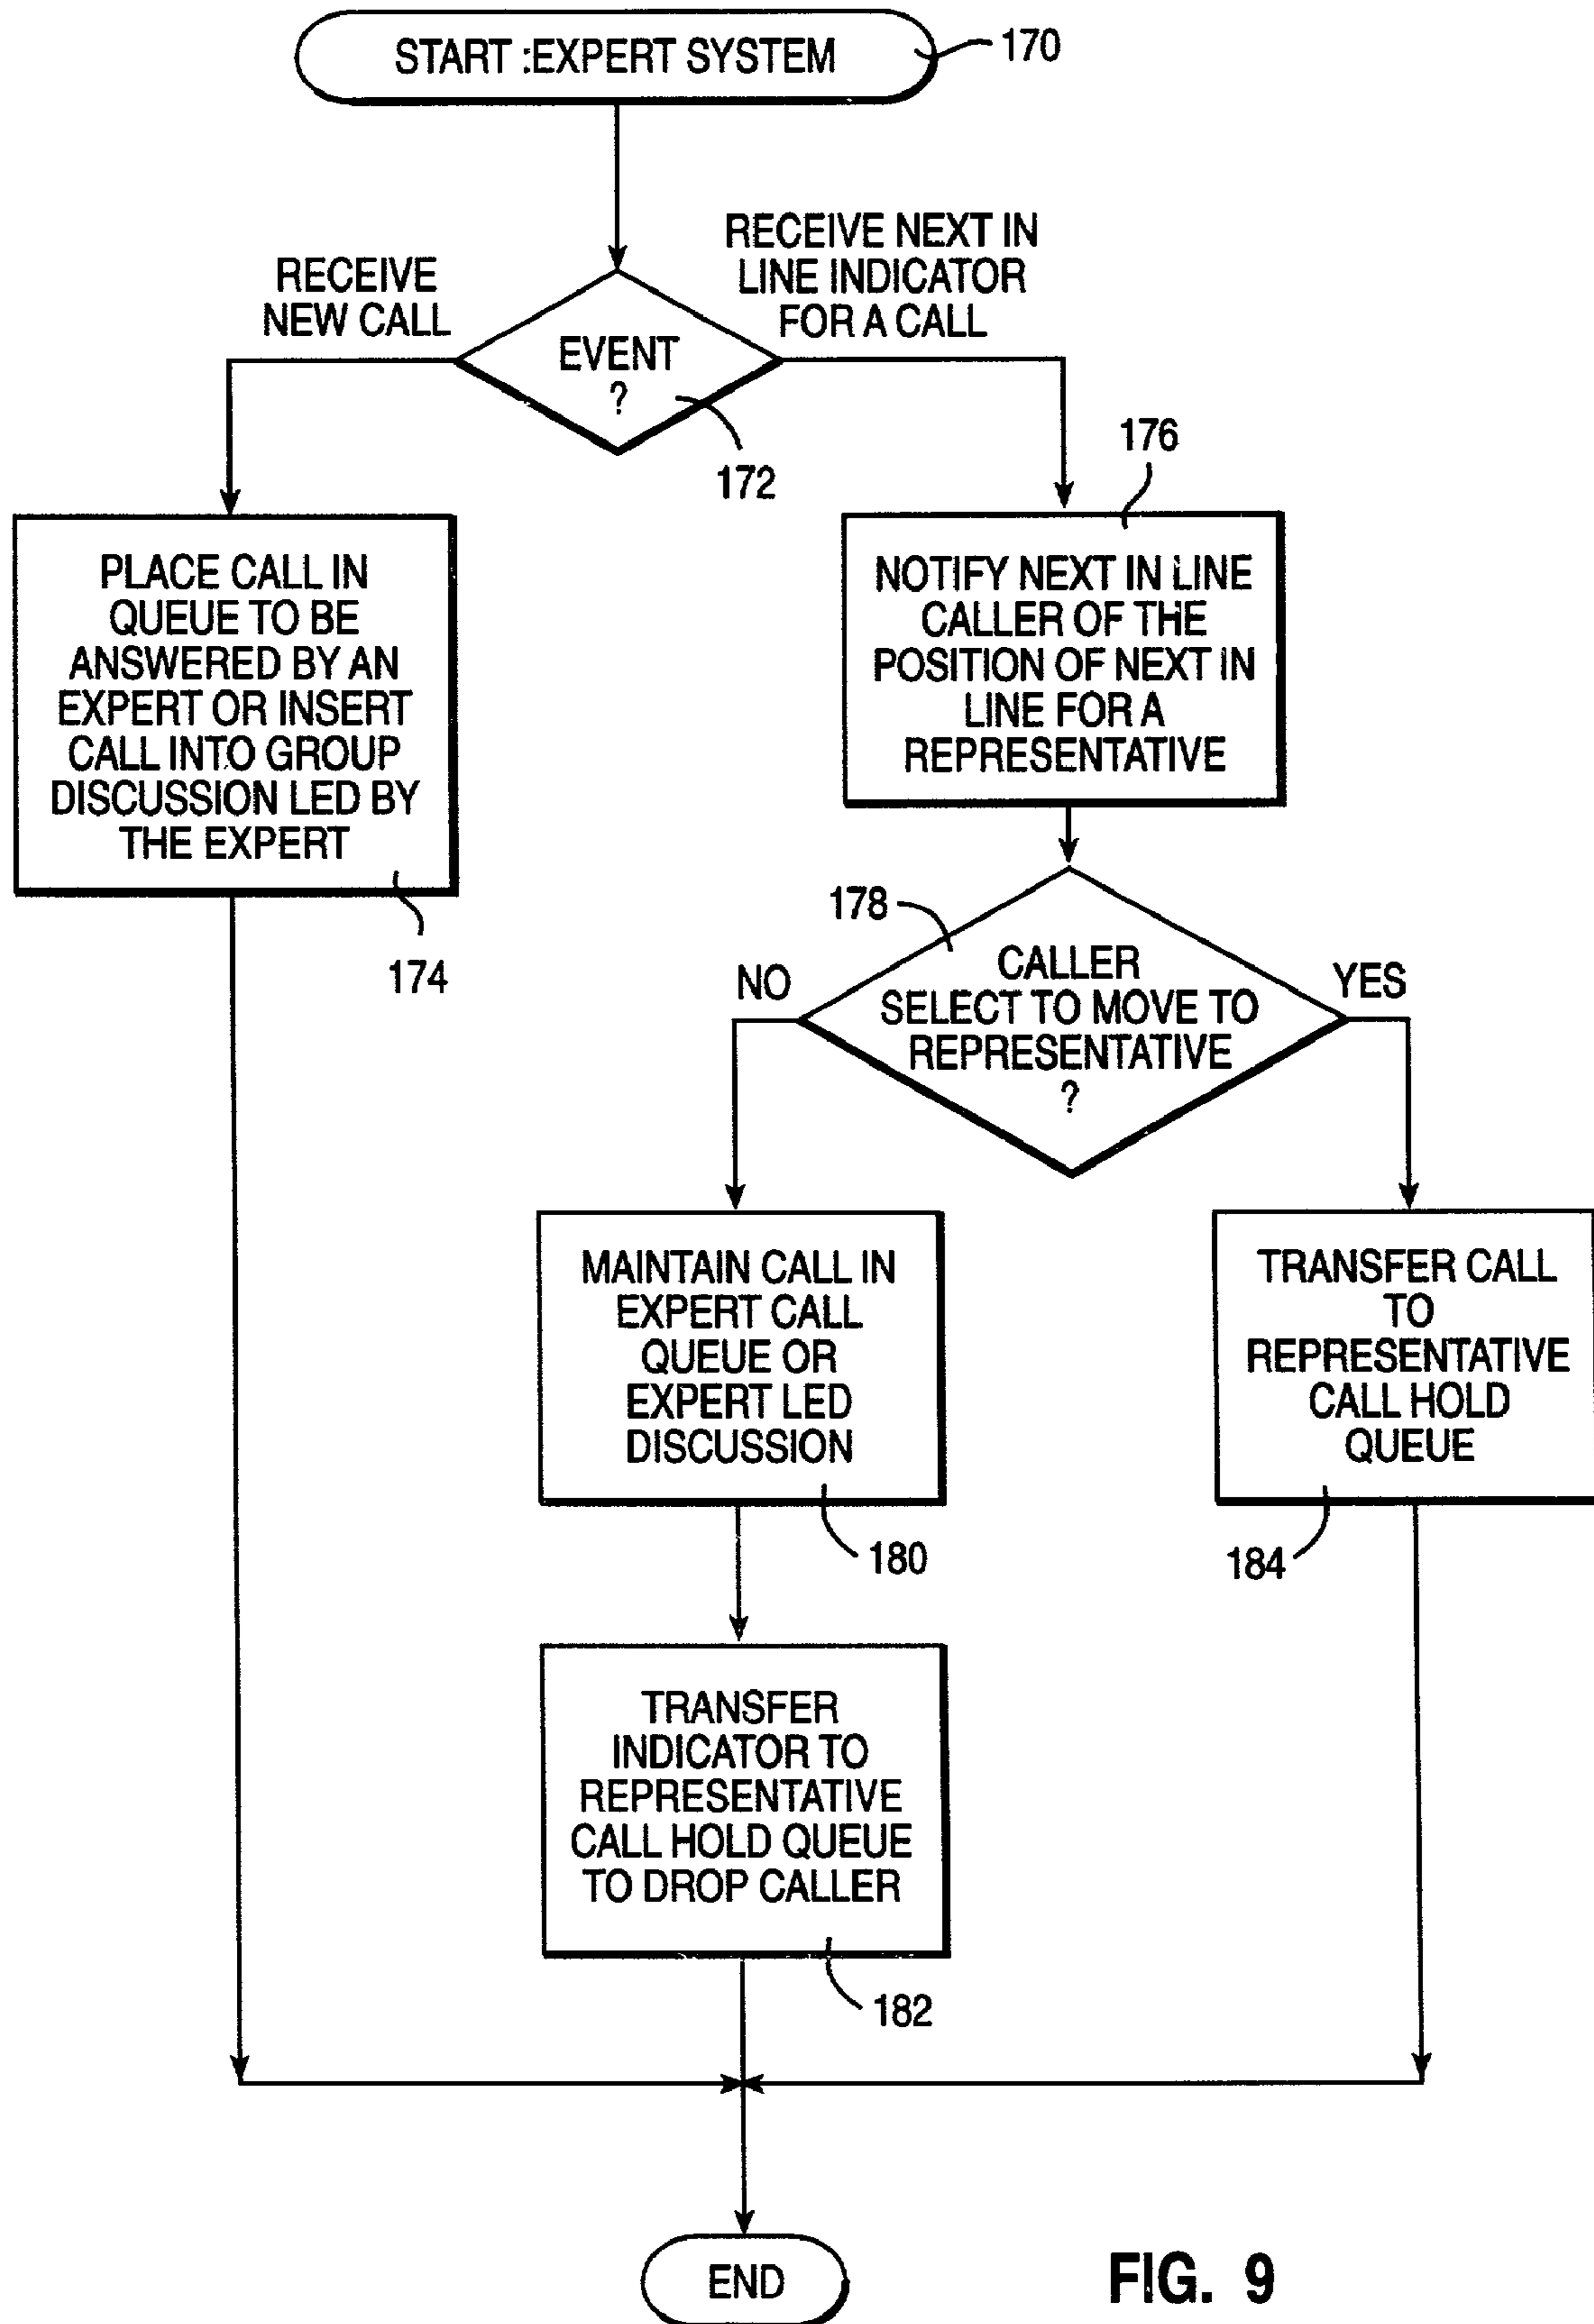 START :EXPERT SYSTEM
170
RECEIVE
NEW CALL
RECEIVE NEXT IN
LINE INDICATOR
FOR A CALL
EVENT
?
172
176
PLACE CALL IN
QUEUE TO BE
ANSWERED BY AN
EXPERT OR INSERT
CALL INTO GROUP
DISCUSSION LED BY
THE EXPERT
174
NOTIFY NEXT IN LINE
CALLER OF THE
POSITION OF NEXT IN
LINE FOR A
REPRESENTATIVE
178
CALLER
SELECT TO MOVE TO
REPRESENTATIVE
?
NO
YES
MAINTAIN CALL IN
EXPERT CALL
QUEUE OR
EXPERT LED
DISCUSSION
180
TRANSFER CALL
TO
REPRESENTATIVE
CALL HOLD
QUEUE
184
TRANSFER
INDICATOR TO
REPRESENTATIVE
CALL HOLD QUEUE
TO DROP CALLER
182
END
FIG. 9